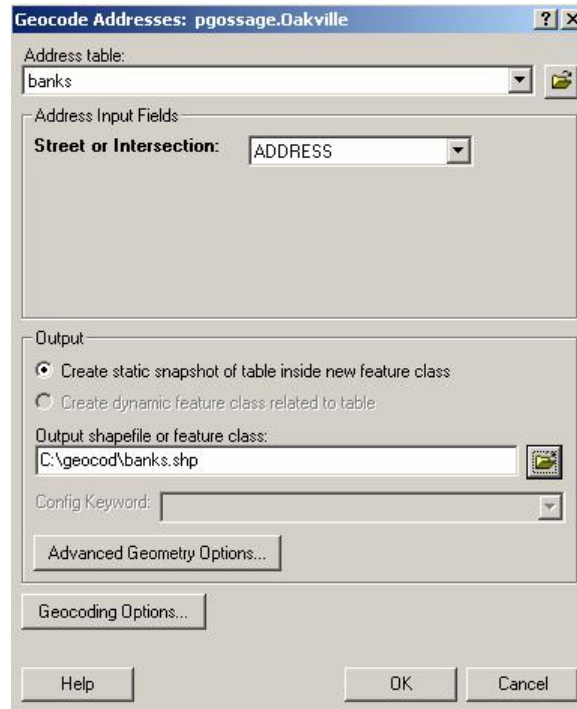 Geocode Addresses: pgossage.Oakville
Address table:
banks
Address Input Fields
Street or Intersection: ADDRESS
Output
Create static snapshot of table inside new feature class
Create dynamic feature class related to table
Output shapefile or feature class:
C:\geocod\banks.shp
Config Keyword:
Advanced Geometry Options...
Geocoding Options...
Help OK Cancel